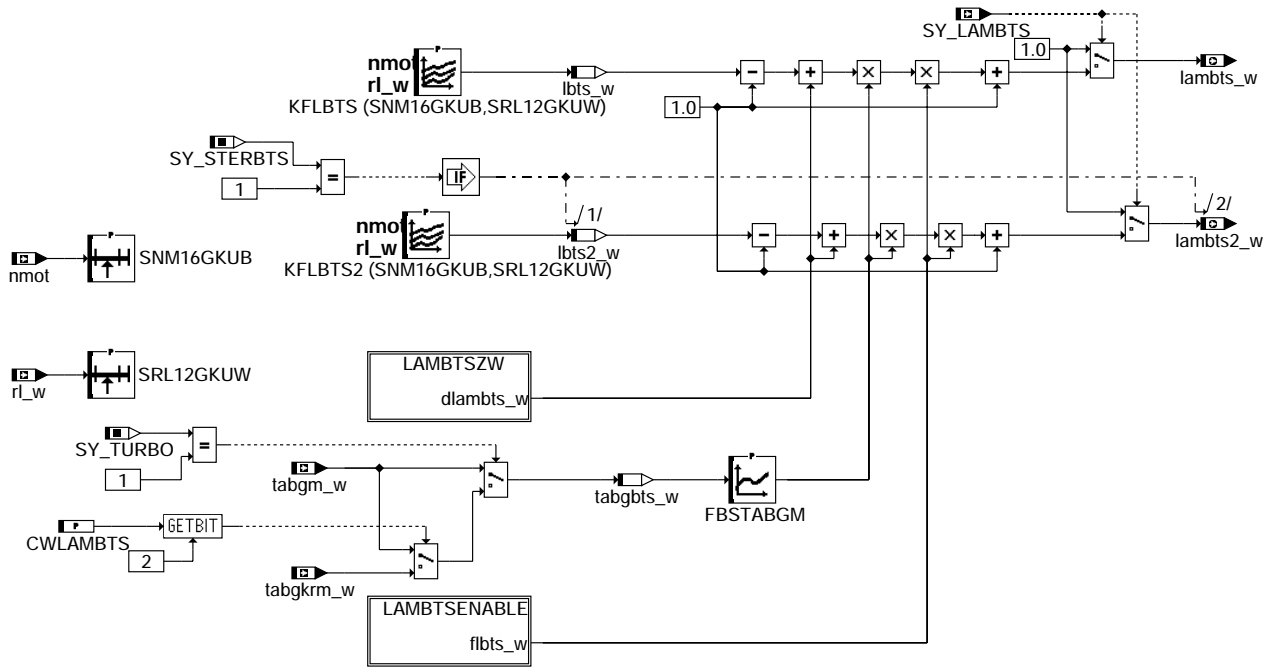 SY_LAMBTS
1.0
lambts_w
P
nmot
rl_w
lbts_w
KFLBTS (SNM16GKUB,SRL12GKUW)
-
+
×
×
+
1.0
SY_STERBTS
1
=
IF
/1/
/2/
P
nmot
rl_w
lbts2_w
KFLBTS2 (SNM16GKUB,SRL12GKUW)
-
+
×
×
+
lambts2_w
nmot
P
SNM16GKUB
rl_w
P
SRL12GKUW
LAMBTSZW
dlambts_w
SY_TURBO
1
=
tabgm_w
tabgbts_w
P
FBSTABGM
P
CWLAMBTS
GETBIT
2
tabgkrm_w
LAMBTSENABLE
flbts_w